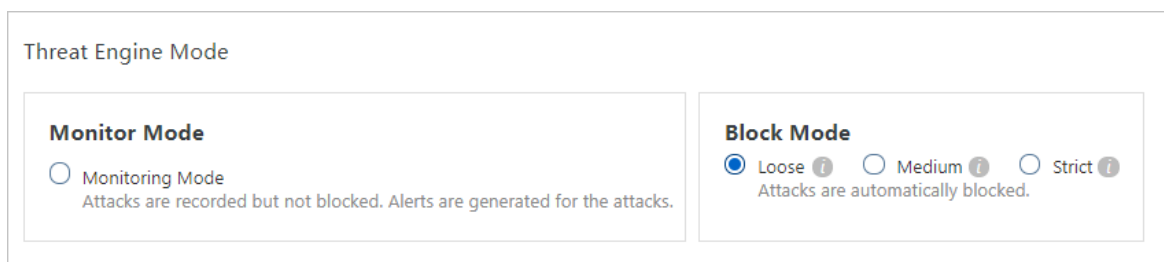 Threat Engine Mode
Monitor Mode
Monitoring Mode
Attacks are recorded but not blocked. Alerts are generated for the attacks.
Block Mode
Loose i Medium i Strict i
Attacks are automatically blocked.